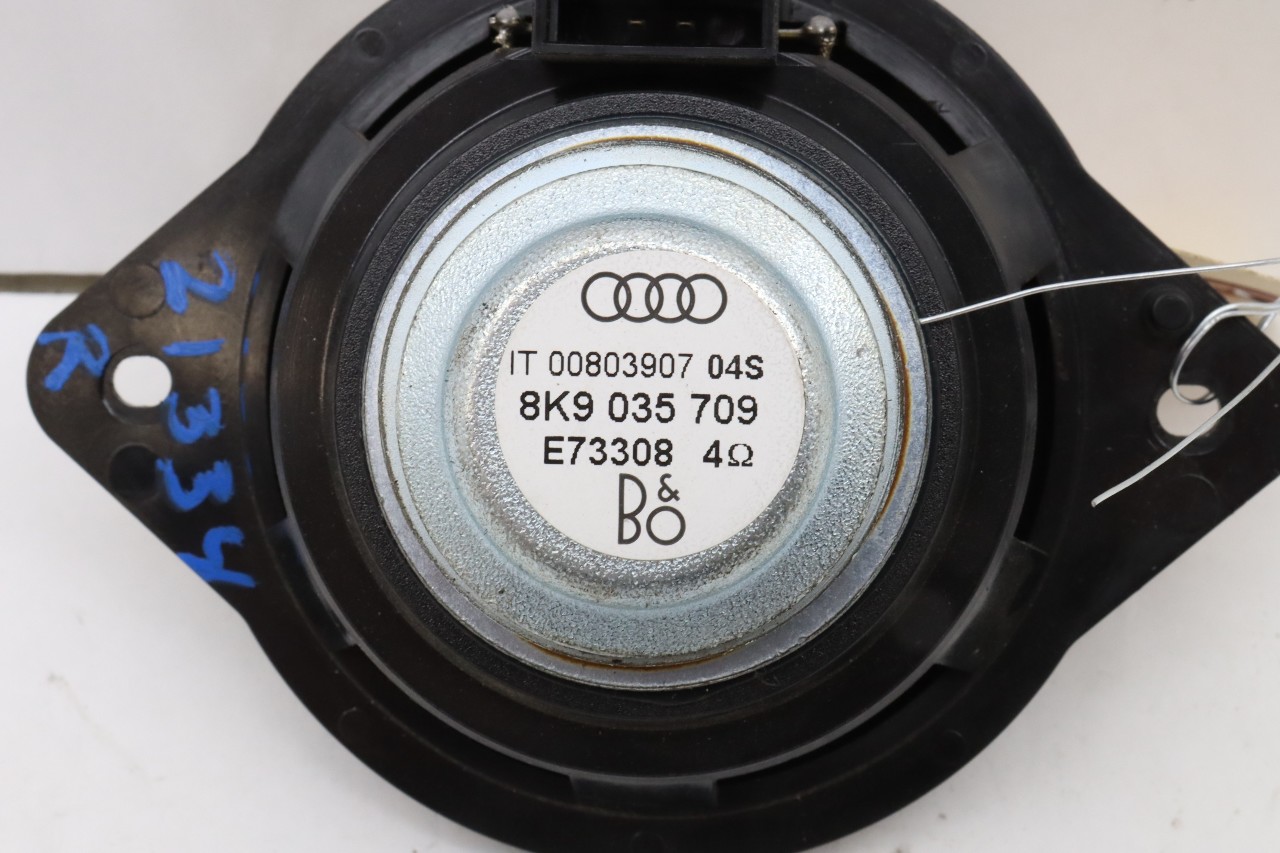 IT 00803907 04S
8K9 035 709
E73308 4Ω
B&O
R
21334